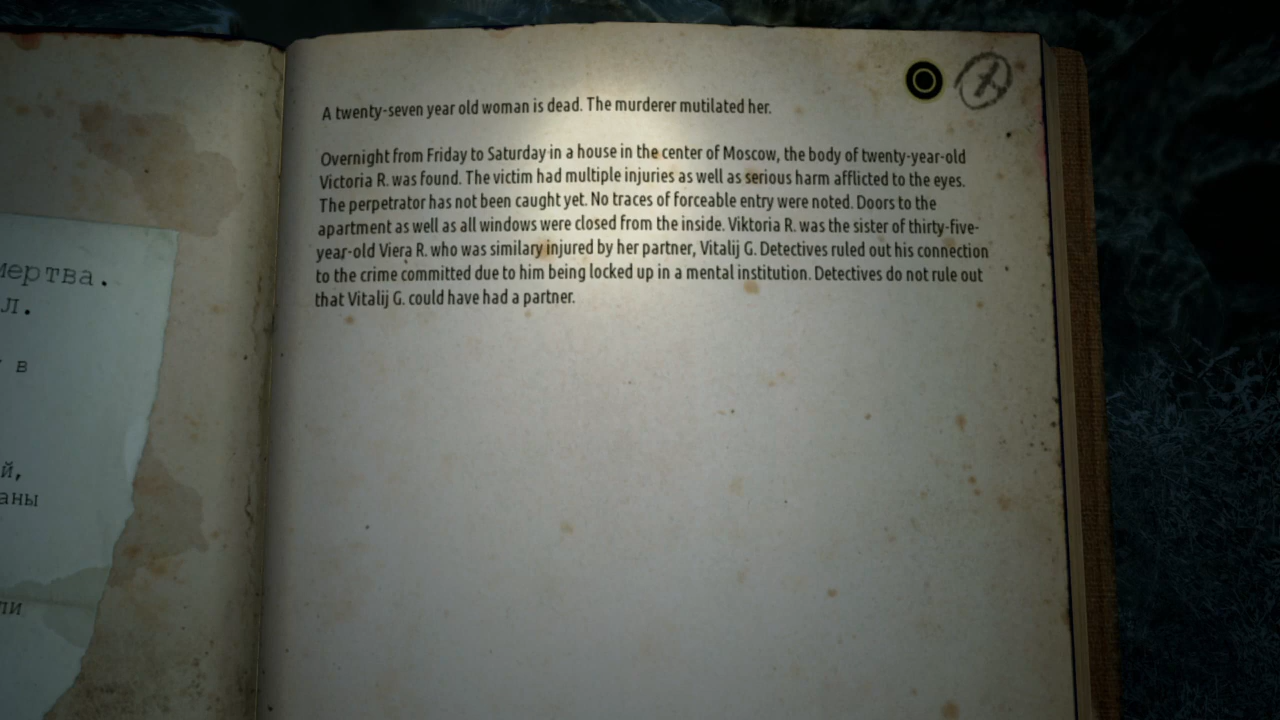 мертва.
л.
в
й,
аны
ли
A twenty-seven year old woman is dead. The murderer mutilated her.
Overnight from Friday to Saturday in a house in the center of Moscow, the body of twenty-year-old
Victoria R. was found. The victim had multiple injuries as well as serious harm afflicted to the eyes.
The perpetrator has not been caught yet. No traces of forceable entry were noted. Doors to the
apartment as well as all windows were closed from the inside. Viktoria R. was the sister of thirty-five-
year-old Viera R. who was similary injured by her partner, Vitalij G. Detectives ruled out his connection
to the crime committed due to him being locked up in a mental institution. Detectives do not rule out
that Vitalij G. could have had a partner.